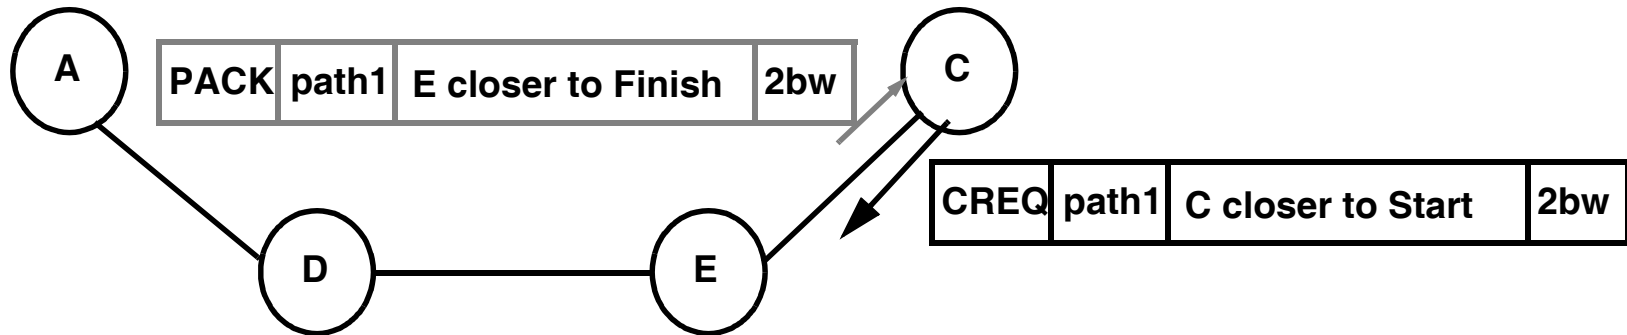 A
PACK path1 E closer to Finish 2bw
C
CREQ path1 C closer to Start 2bw
D
E